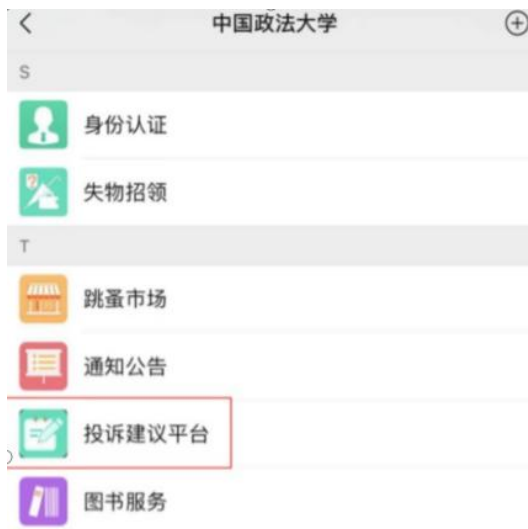 中国政法大学
S
身份认证
失物招领
T
跳蚤市场
通知公告
投诉建议平台
图书服务